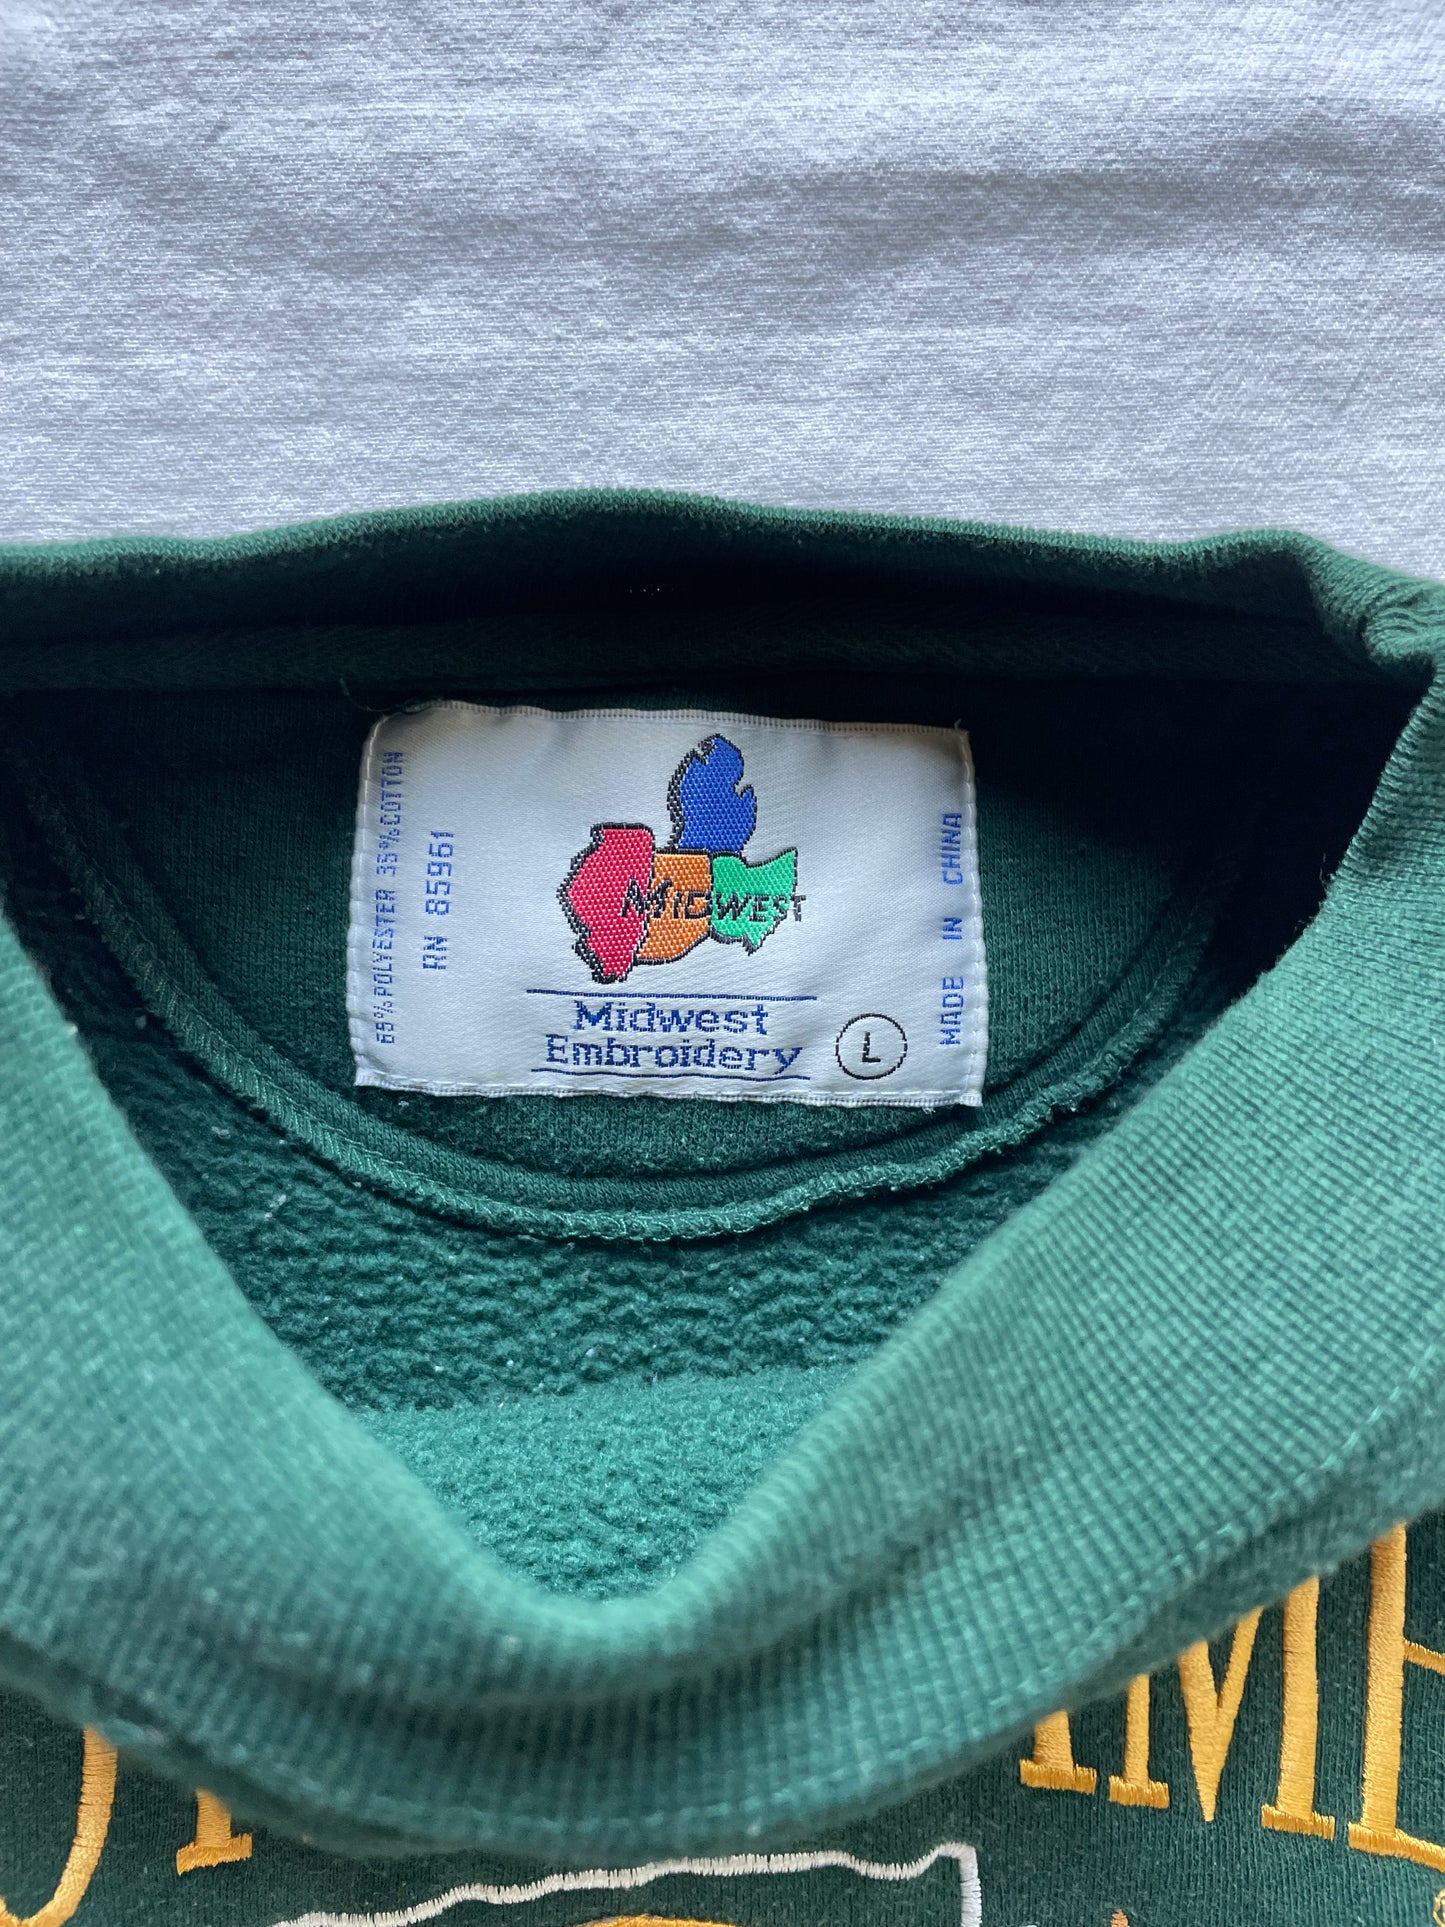 65% POLYESTER 35% COTTON
RN 85961
MIDWEST
Midwest
Embroidery
L
MADE IN CHINA